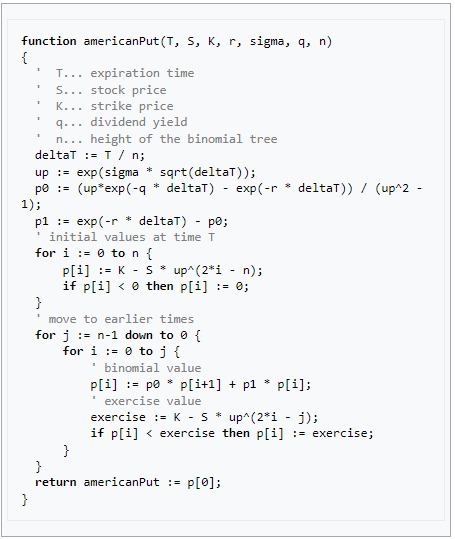 function americanPut(T, S, K, r, sigma, q, n)
{
  '  T... expiration time
  '  S... stock price
  '  K... strike price
  '  q... dividend yield
  '  n... height of the binomial tree
  deltaT := T / n;
  up := exp(sigma * sqrt(deltaT));
  p0 := (up*exp(-q * deltaT) - exp(-r * deltaT)) / (up^2 -
1);
  p1 := exp(-r * deltaT) - p0;
  ' initial values at time T
  for i := 0 to n {
      p[i] := K - S * up^(2*i - n);
      if p[i] < 0 then p[i] := 0;
  }
  ' move to earlier times
  for j := n-1 down to 0 {
      for i := 0 to j {
          ' binomial value
          p[i] := p0 * p[i+1] + p1 * p[i];
          ' exercise value
          exercise := K - S * up^(2*i - j);
          if p[i] < exercise then p[i] := exercise;
      }
  }
  return americanPut := p[0];
}